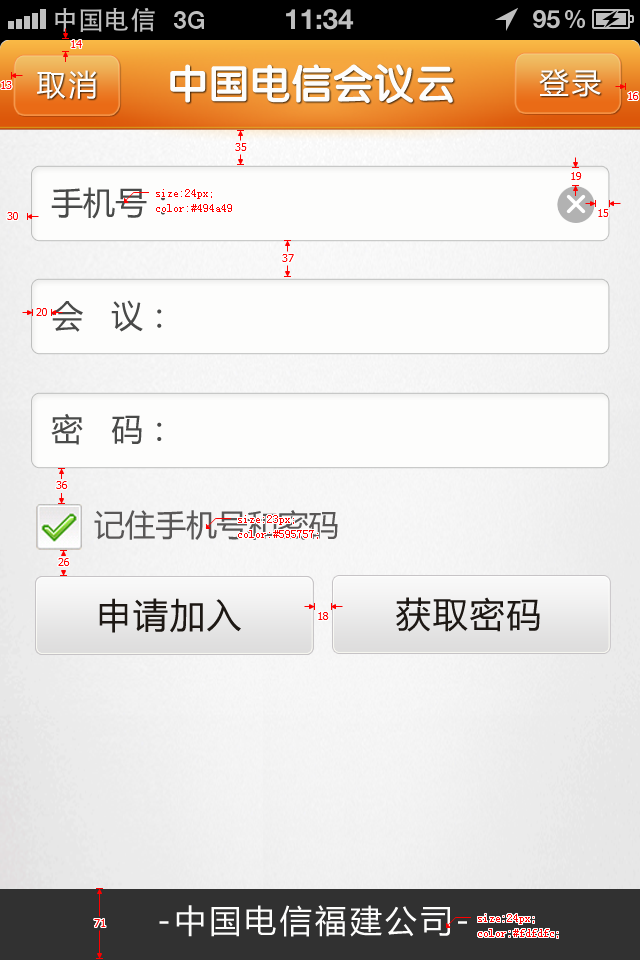 中国电信 3G 11:34 95%
14
取消 中国电信会议云 登录
13
16
35
19
手机号：
size:24px;
color:#494a49
30
15
37
20
会 议：
密 码：
36
记住手机号和密码
size:23px;
color:#595757;
26
申请加入 获取密码
18
71
-中国电信福建公司-
size:24px;
color:#fdfdfc;